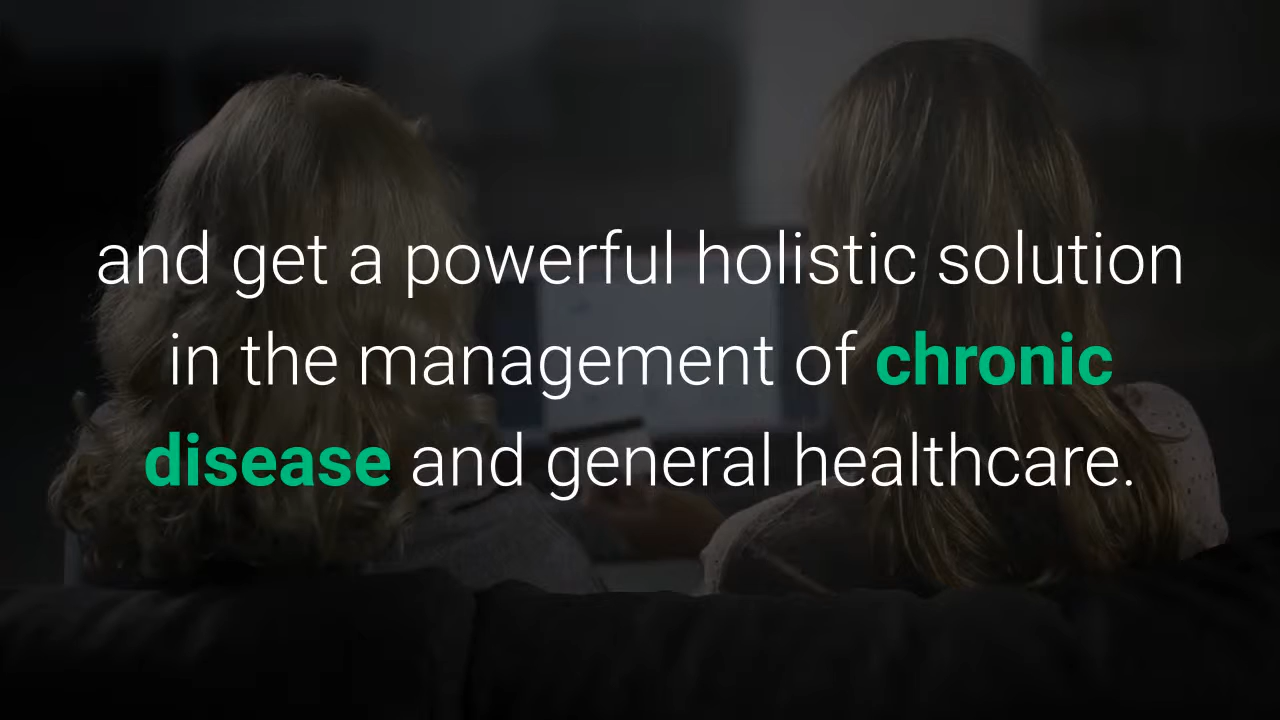 and get a powerful holistic solution
in the management of chronic
disease and general healthcare.